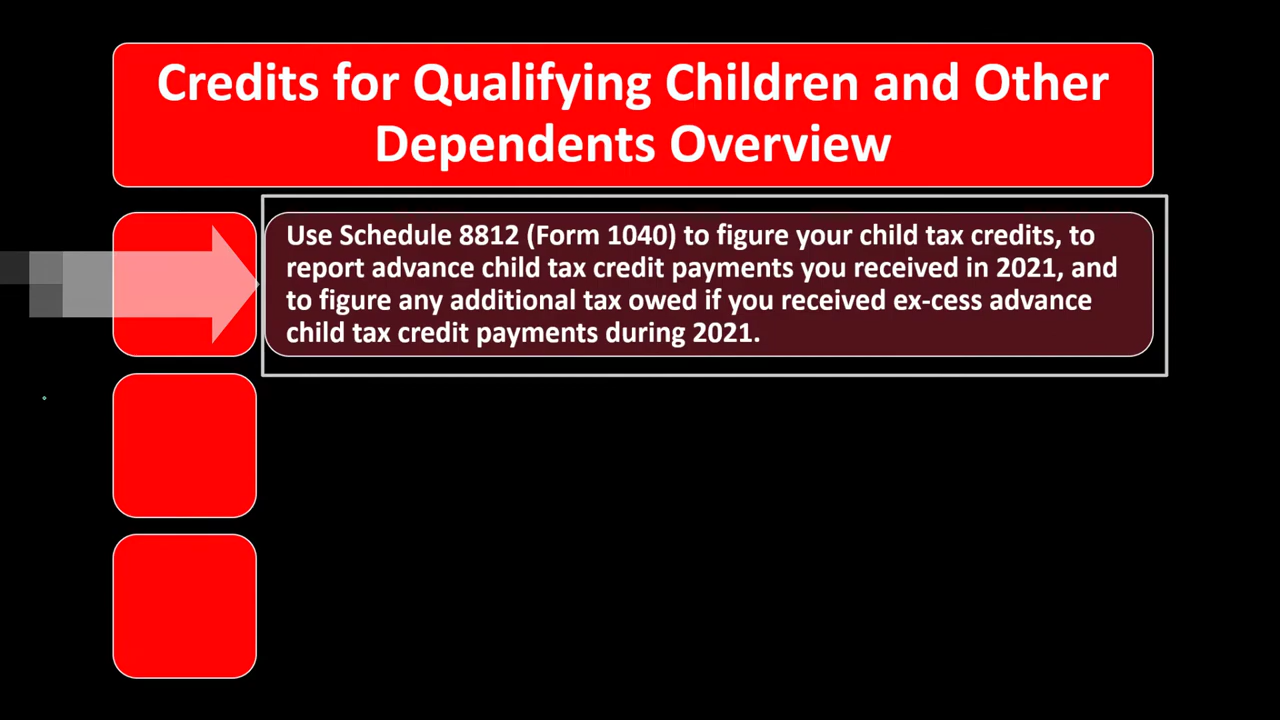 Credits for Qualifying Children and Other
Dependents Overview
Use Schedule 8812 (Form 1040) to figure your child tax credits, to
report advance child tax credit payments you received in 2021, and
to figure any additional tax owed if you received ex-cess advance
child tax credit payments during 2021.